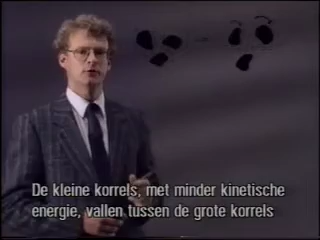 De kleine korrels, met minder kinetische
energie, vallen tussen de grote korrels